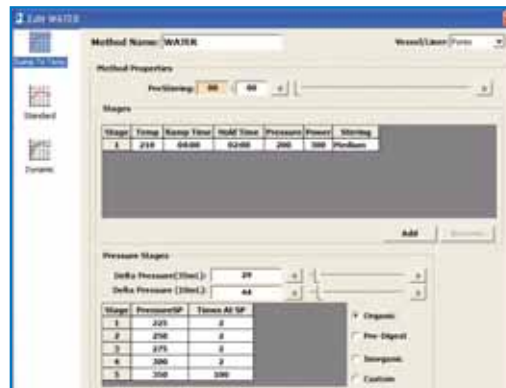 Edit WATER
Ramp To Temp
Standard
Dynamic
Method Name: WATER
Vessel/Liner:
Method Properties
PreStirring: 00 : 00
Stages
Stage Temp Ramp Time Hold Time Pressure Power Stirring
1 210 04:00 02:00 200 300 Medium
Add
Pressure Stages
Delta Pressure(35mL): 29
Delta Pressure (10mL): 44
Stage PressureSP Times At SP
1 225 2
2 250 2
3 275 2
4 300 2
5 350 100
Organic
Pre-Digest
Inorganic
Custom